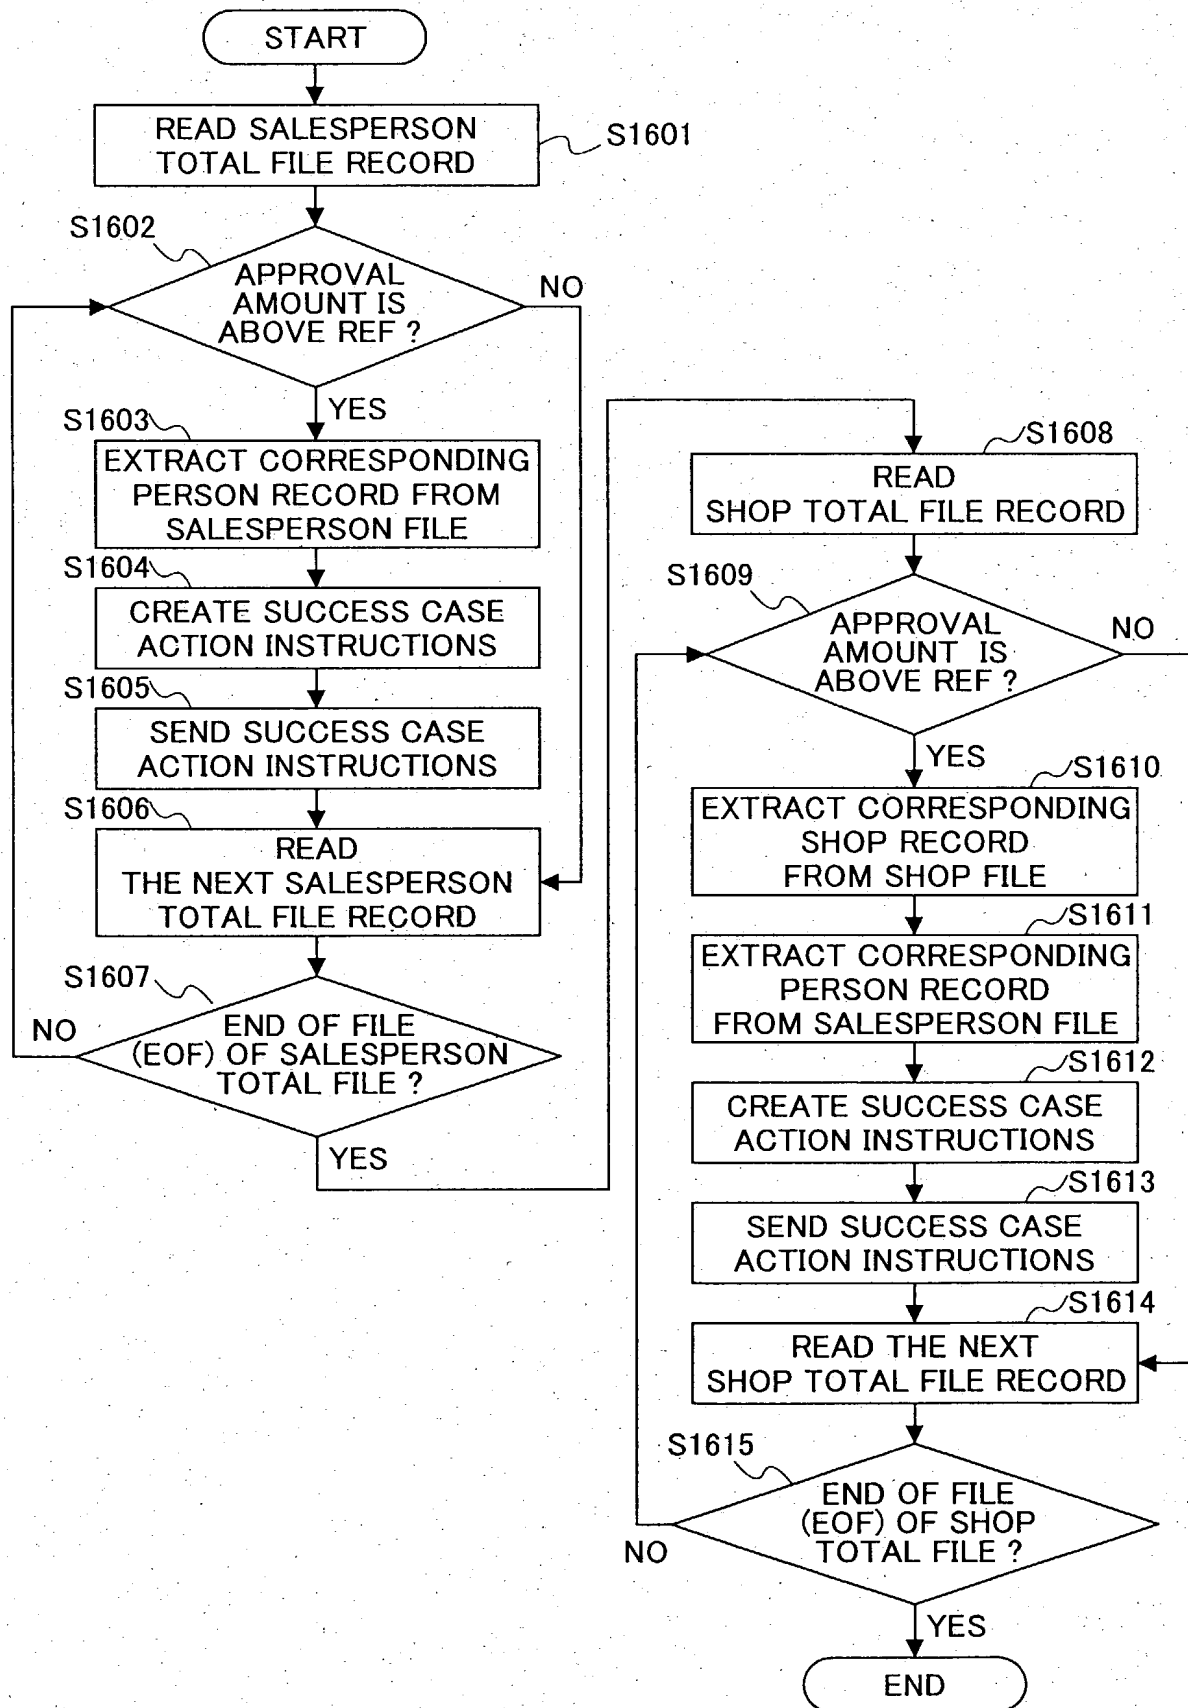 START
READ SALESPERSON
TOTAL FILE RECORD
S1601
S1602
APPROVAL
AMOUNT IS
ABOVE REF ?
NO
YES
S1603
EXTRACT CORRESPONDING
PERSON RECORD FROM
SALESPERSON FILE
S1604
CREATE SUCCESS CASE
ACTION INSTRUCTIONS
S1605
SEND SUCCESS CASE
ACTION INSTRUCTIONS
S1606
READ
THE NEXT SALESPERSON
TOTAL FILE RECORD
S1607
NO
END OF FILE
(EOF) OF SALESPERSON
TOTAL FILE ?
YES
S1608
READ
SHOP TOTAL FILE RECORD
S1609
APPROVAL
AMOUNT IS
ABOVE REF ?
NO
YES
S1610
EXTRACT CORRESPONDING
SHOP RECORD
FROM SHOP FILE
S1611
EXTRACT CORRESPONDING
PERSON RECORD
FROM SALESPERSON FILE
S1612
CREATE SUCCESS CASE
ACTION INSTRUCTIONS
S1613
SEND SUCCESS CASE
ACTION INSTRUCTIONS
S1614
READ THE NEXT
SHOP TOTAL FILE RECORD
S1615
END OF FILE
(EOF) OF SHOP
TOTAL FILE ?
NO
YES
END